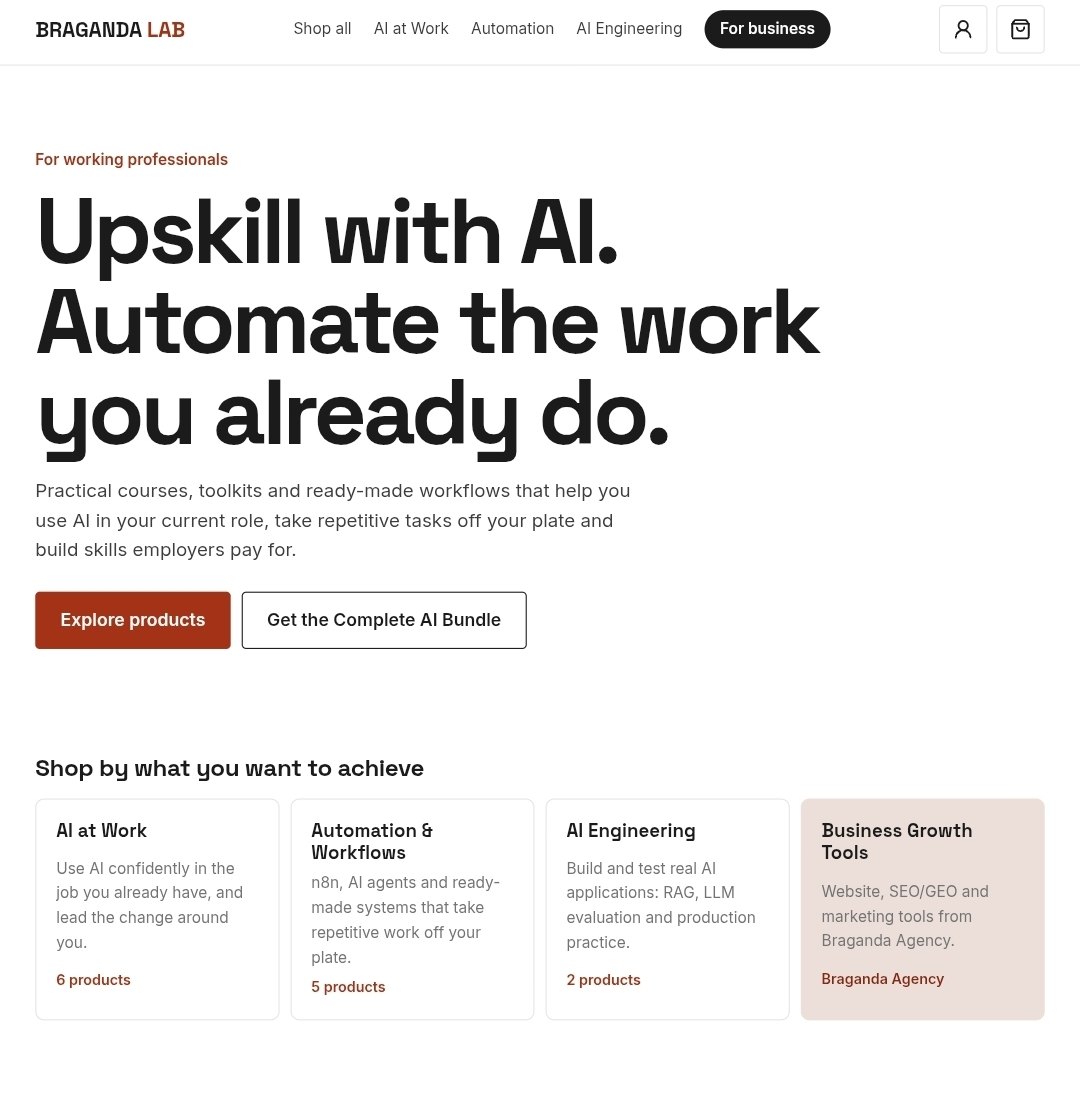 BRAGANDA LAB
Shop all
AI at Work
Automation
AI Engineering
For business
For working professionals
Upskill with AI.
Automate the work
you already do.
Practical courses, toolkits and ready-made workflows that help you
use AI in your current role, take repetitive tasks off your plate and
build skills employers pay for.
Explore products
Get the Complete AI Bundle
Shop by what you want to achieve
AI at Work
Use AI confidently in the
job you already have, and
lead the change around
you.
6 products
Automation &
Workflows
n8n, AI agents and ready-
made systems that take
repetitive work off your
plate.
5 products
AI Engineering
Build and test real AI
applications: RAG, LLM
evaluation and production
practice.
2 products
Business Growth
Tools
Website, SEO/GEO and
marketing tools from
Braganda Agency.
Braganda Agency